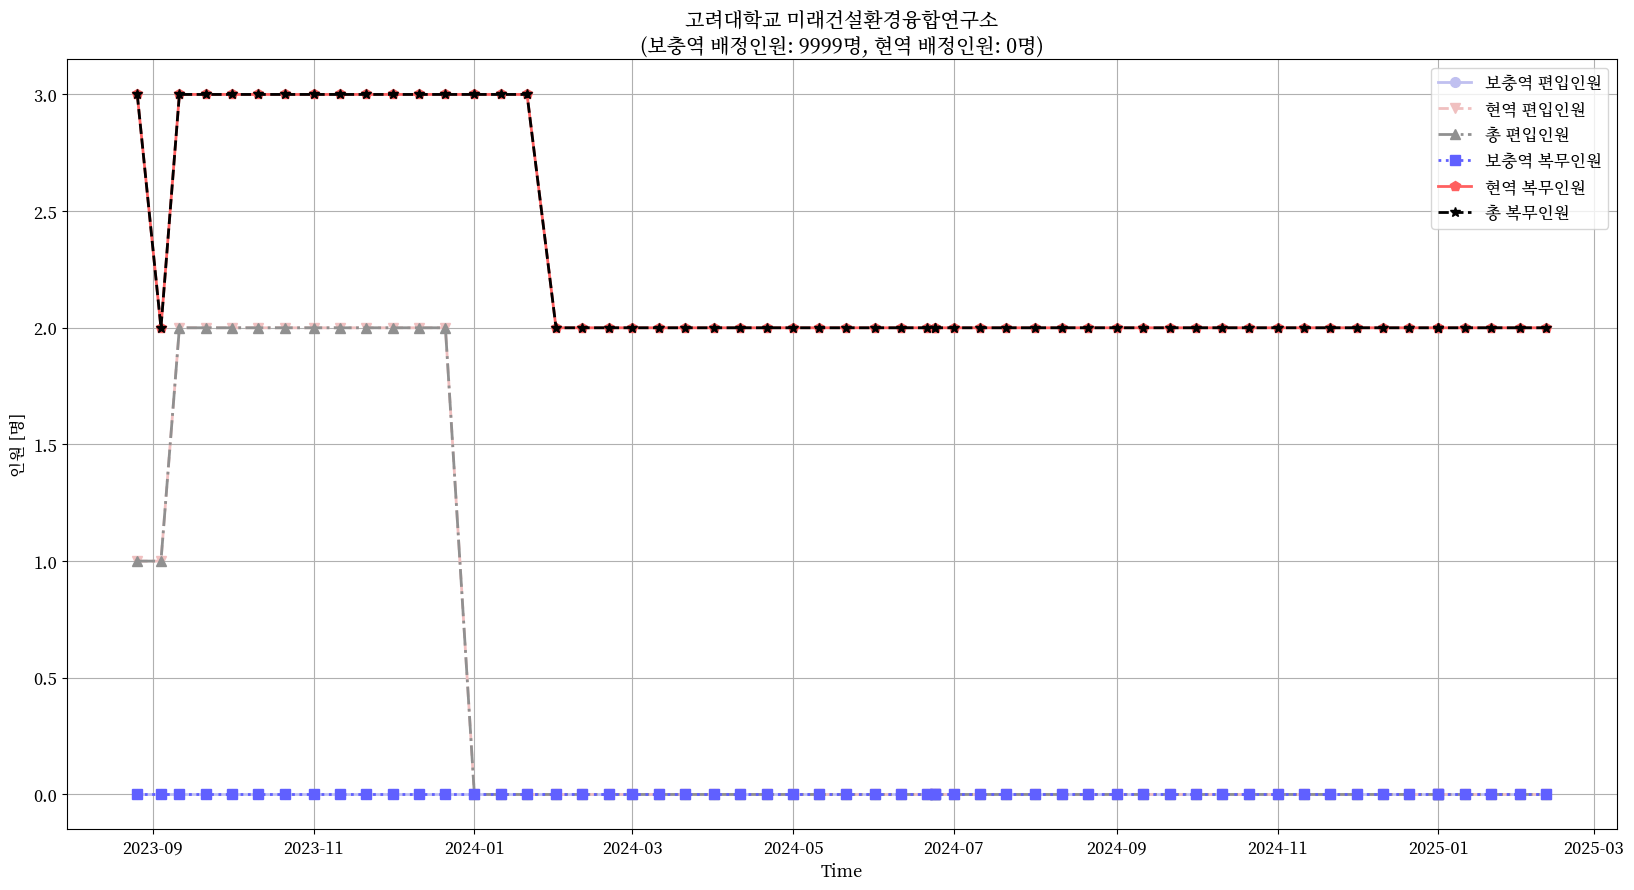 고려대학교 미래건설환경융합연구소
(보충역 배정인원: 9999명, 현역 배정인원: 0명)
보충역 편입인원
현역 편입인원
총 편입인원
보충역 복무인원
현역 복무인원
총 복무인원
인원 [명]
3.0
2.5
2.0
1.5
1.0
0.5
0.0
2023-09
2023-11
2024-01
2024-03
2024-05
2024-07
2024-09
2024-11
2025-01
2025-03
Time